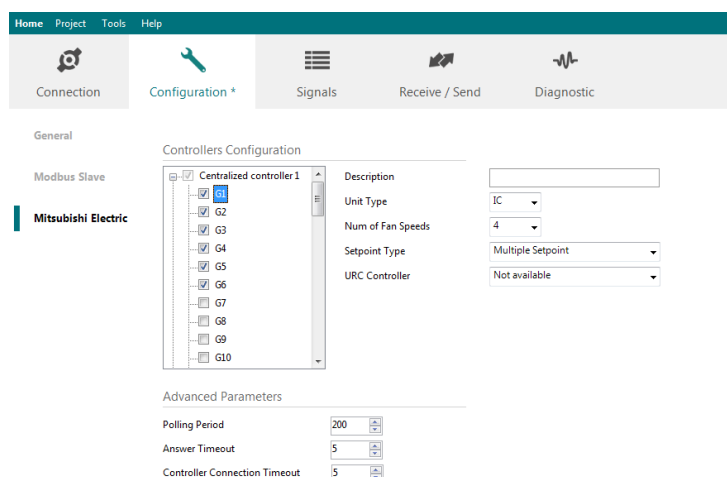 Home Project Tools Help
Connection Configuration * Signals Receive / Send Diagnostic
General
Modbus Slave
Mitsubishi Electric
Controllers Configuration
Centralized controller 1
G1
G2
G3
G4
G5
G6
G7
G8
G9
G10
Description
Unit Type IC
Num of Fan Speeds 4
Setpoint Type Multiple Setpoint
URC Controller Not available
Advanced Parameters
Polling Period 200
Answer Timeout 5
Controller Connection Timeout 5